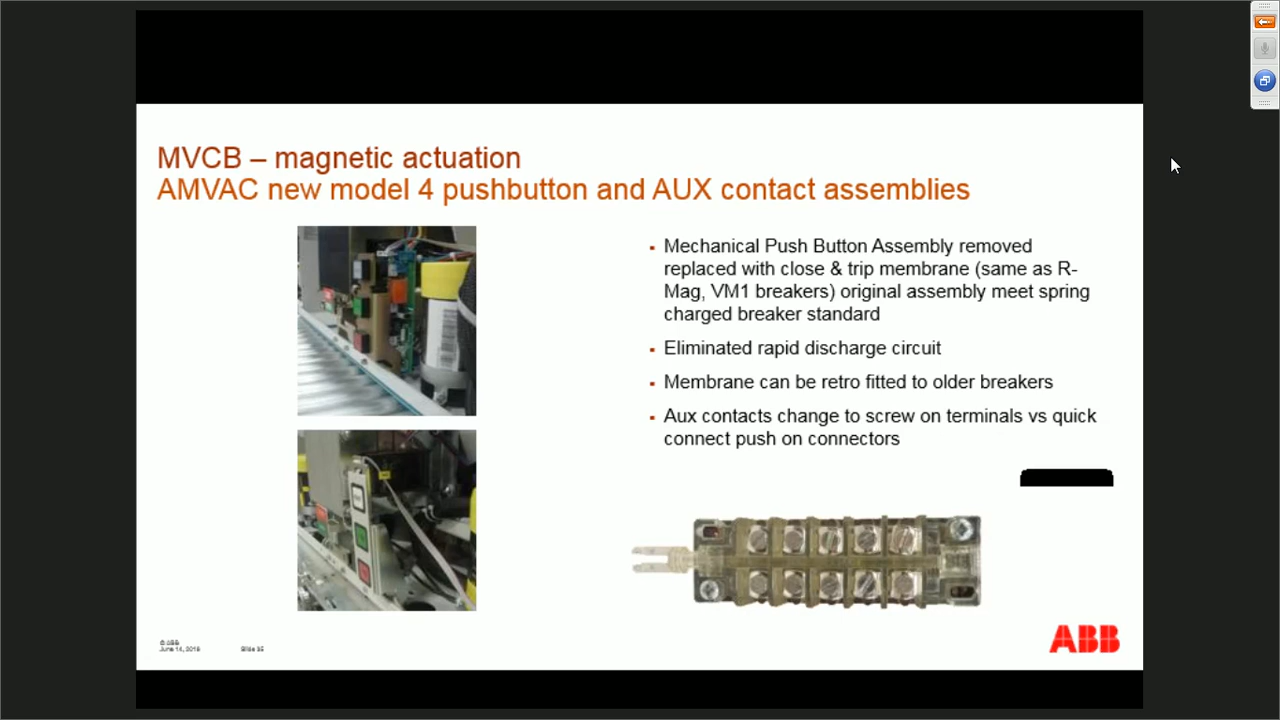 MVCB – magnetic actuation
AMVAC new model 4 pushbutton and AUX contact assemblies
▪ Mechanical Push Button Assembly removed
replaced with close & trip membrane (same as R-
Mag, VM1 breakers) original assembly meet spring
charged breaker standard
▪ Eliminated rapid discharge circuit
▪ Membrane can be retro fitted to older breakers
▪ Aux contacts change to screw on terminals vs quick
connect push on connectors
© ABB
Slide 35
ABB